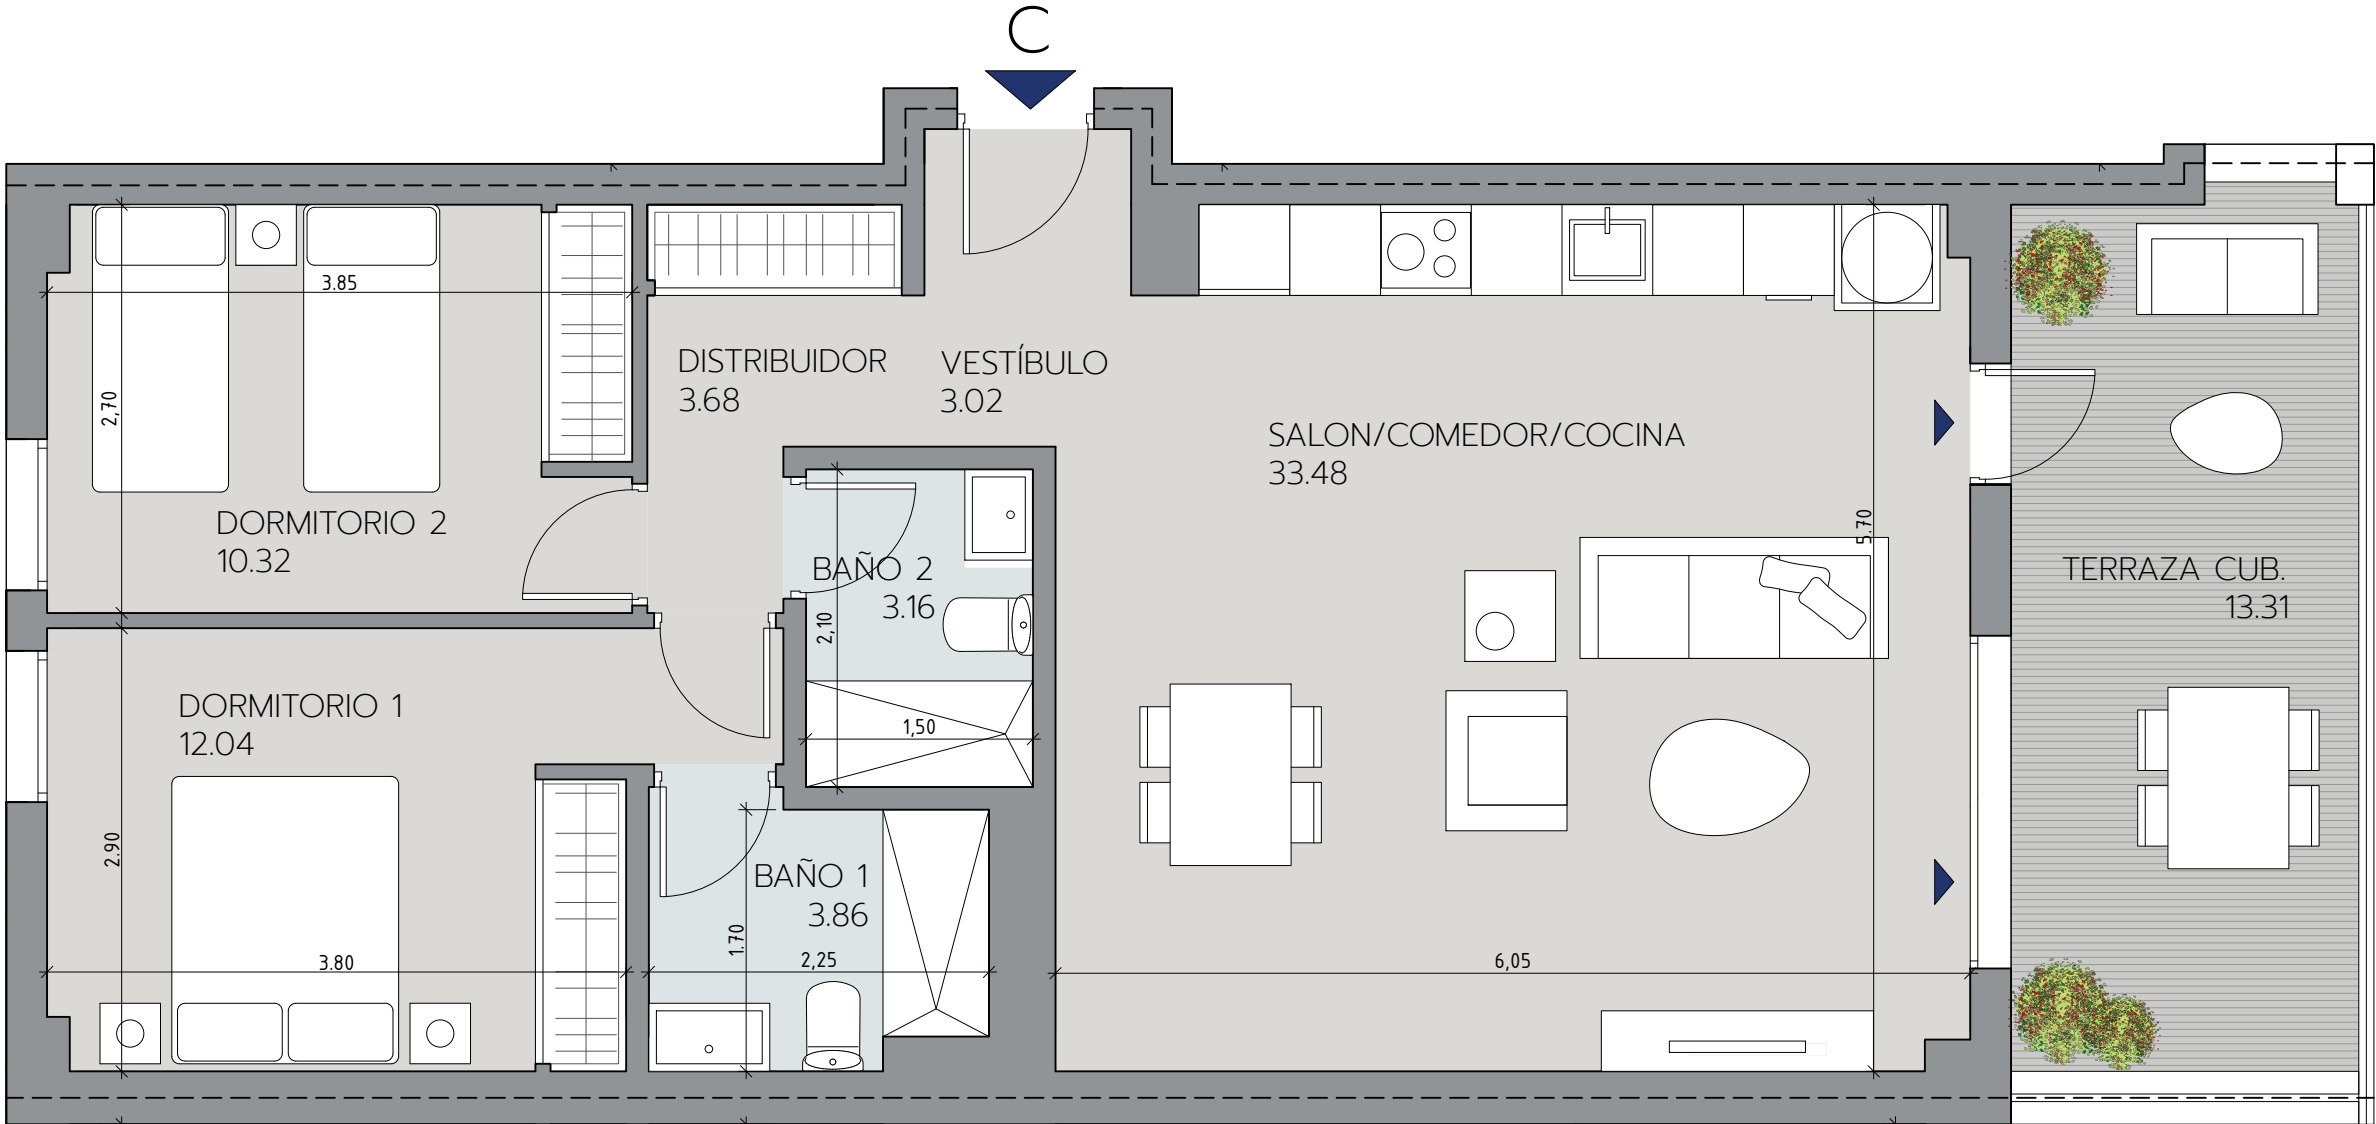 C
3.85
DISTRIBUIDOR
3.68
VESTÍBULO
3.02
2,70
SALON/COMEDOR/COCINA
33.48
5.70
DORMITORIO 2
10.32
BAÑO 2
3.16
2,10
TERRAZA CUB.
13.31
DORMITORIO 1
12.04
1,50
2.90
BAÑO 1
3.86
1.70
3.80
2,25
6,05